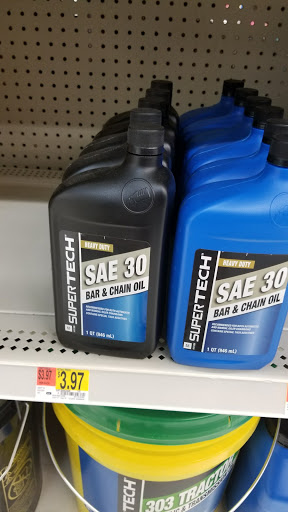 SUPERTECH
HEAVY DUTY
SAE 30
BAR & CHAIN OIL
1 QT (946 mL)
SUPERTECH
HEAVY DUTY
SAE 30
BAR & CHAIN OIL
1 QT (946 mL)
$3.97
$3.97
SUPERTECH
303 TRACTOR